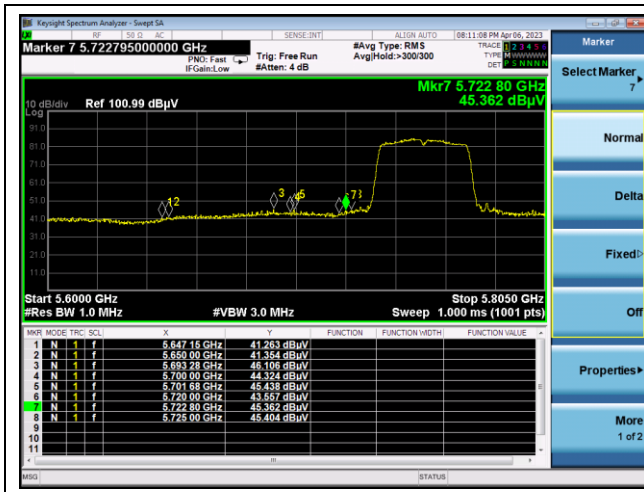 Keysight Spectrum Analyzer - Swept SA
RF 50 Ω AC SENSE:INT ALIGN AUTO 08:11:08 PM Apr 06, 2023
Marker 7 5.722795000000 GHz
PNO: Fast
IFGain:Low
Trig: Free Run
#Atten: 4 dB
#Avg Type: RMS
Avg|Hold:>300/300
TRACE 1 2 3 4 5 6
TYPE M W W W W W
DET P S N N N N
Mkr7 5.722 80 GHz
45.362 dBµV
10 dB/div
Log
Ref 100.99 dBµV
91.0
81.0
71.0
61.0
51.0
41.0
31.0
21.0
11.0
1 2 3 5 7
Start 5.6000 GHz
Stop 5.8050 GHz
#Res BW 1.0 MHz
#VBW 3.0 MHz
Sweep 1.000 ms (1001 pts)
MKR MODE TRC SCL X Y FUNCTION FUNCTION WIDTH FUNCTION VALUE
1 N 1 f 5.647 15 GHz 41.263 dBµV
2 N 1 f 5.650 00 GHz 41.354 dBµV
3 N 1 f 5.693 28 GHz 46.106 dBµV
4 N 1 f 5.700 00 GHz 44.324 dBµV
5 N 1 f 5.701 68 GHz 45.438 dBµV
6 N 1 f 5.720 00 GHz 43.557 dBµV
7 N 1 f 5.722 80 GHz 45.362 dBµV
8 N 1 f 5.725 00 GHz 45.404 dBµV
9
10
11
MSG
STATUS
Marker
Select Marker
7
Normal
Delta
Fixed
Off
Properties
More
1 of 2